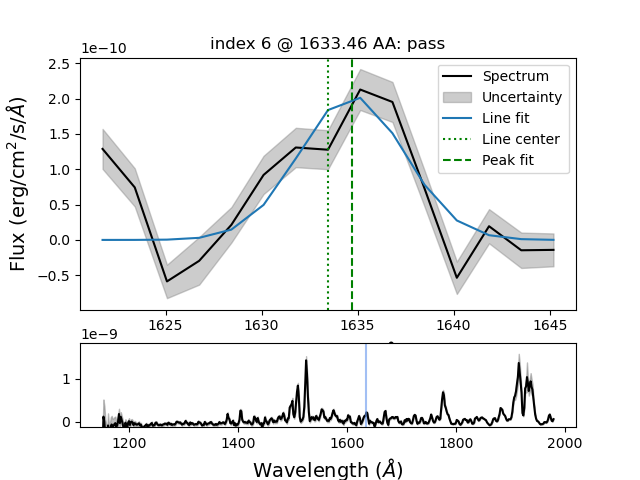 index 6 @ 1633.46 AA: pass
1e−10
Flux (erg/cm²/s/Å)
2.5
2.0
1.5
1.0
0.5
0.0
−0.5
Spectrum
Uncertainty
Line fit
Line center
Peak fit
1625 1630 1635 1640 1645
1e−9
1
0
1200 1400 1600 1800 2000
Wavelength (Å)